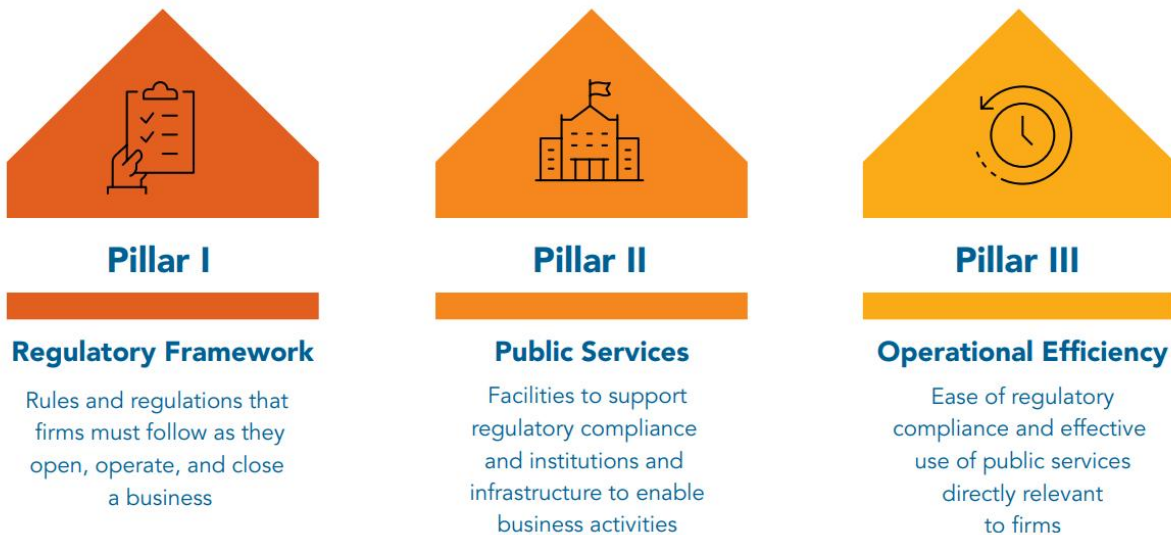 Pillar I
Regulatory Framework
Rules and regulations that
firms must follow as they
open, operate, and close
a business
Pillar II
Public Services
Facilities to support
regulatory compliance
and institutions and
infrastructure to enable
business activities
Pillar III
Operational Efficiency
Ease of regulatory
compliance and effective
use of public services
directly relevant
to firms